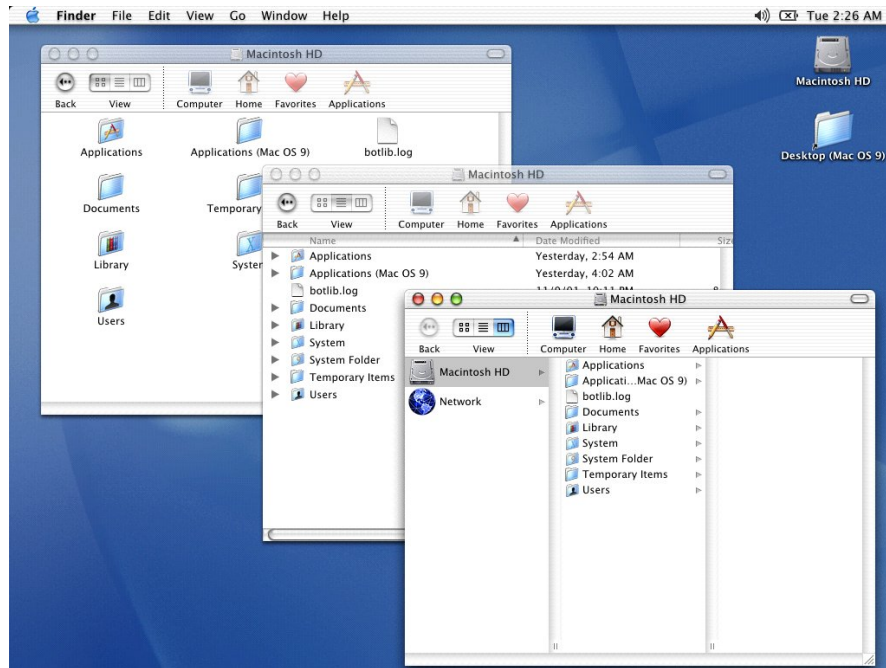 Finder File Edit View Go Window Help Tue 2:26 AM
Macintosh HD
Desktop (Mac OS 9)
Macintosh HD
Back View Computer Home Favorites Applications
Applications Applications (Mac OS 9) botlib.log
Documents Temporary
Library System
Users
Macintosh HD
Back View Computer Home Favorites Applications
Name Date Modified Size
Applications Yesterday, 2:54 AM
Applications (Mac OS 9) Yesterday, 4:02 AM
botlib.log
Documents
Library
System
System Folder
Temporary Items
Users
Macintosh HD
Back View Computer Home Favorites Applications
Macintosh HD
Network
Applications
Applicati...Mac OS 9)
botlib.log
Documents
Library
System
System Folder
Temporary Items
Users